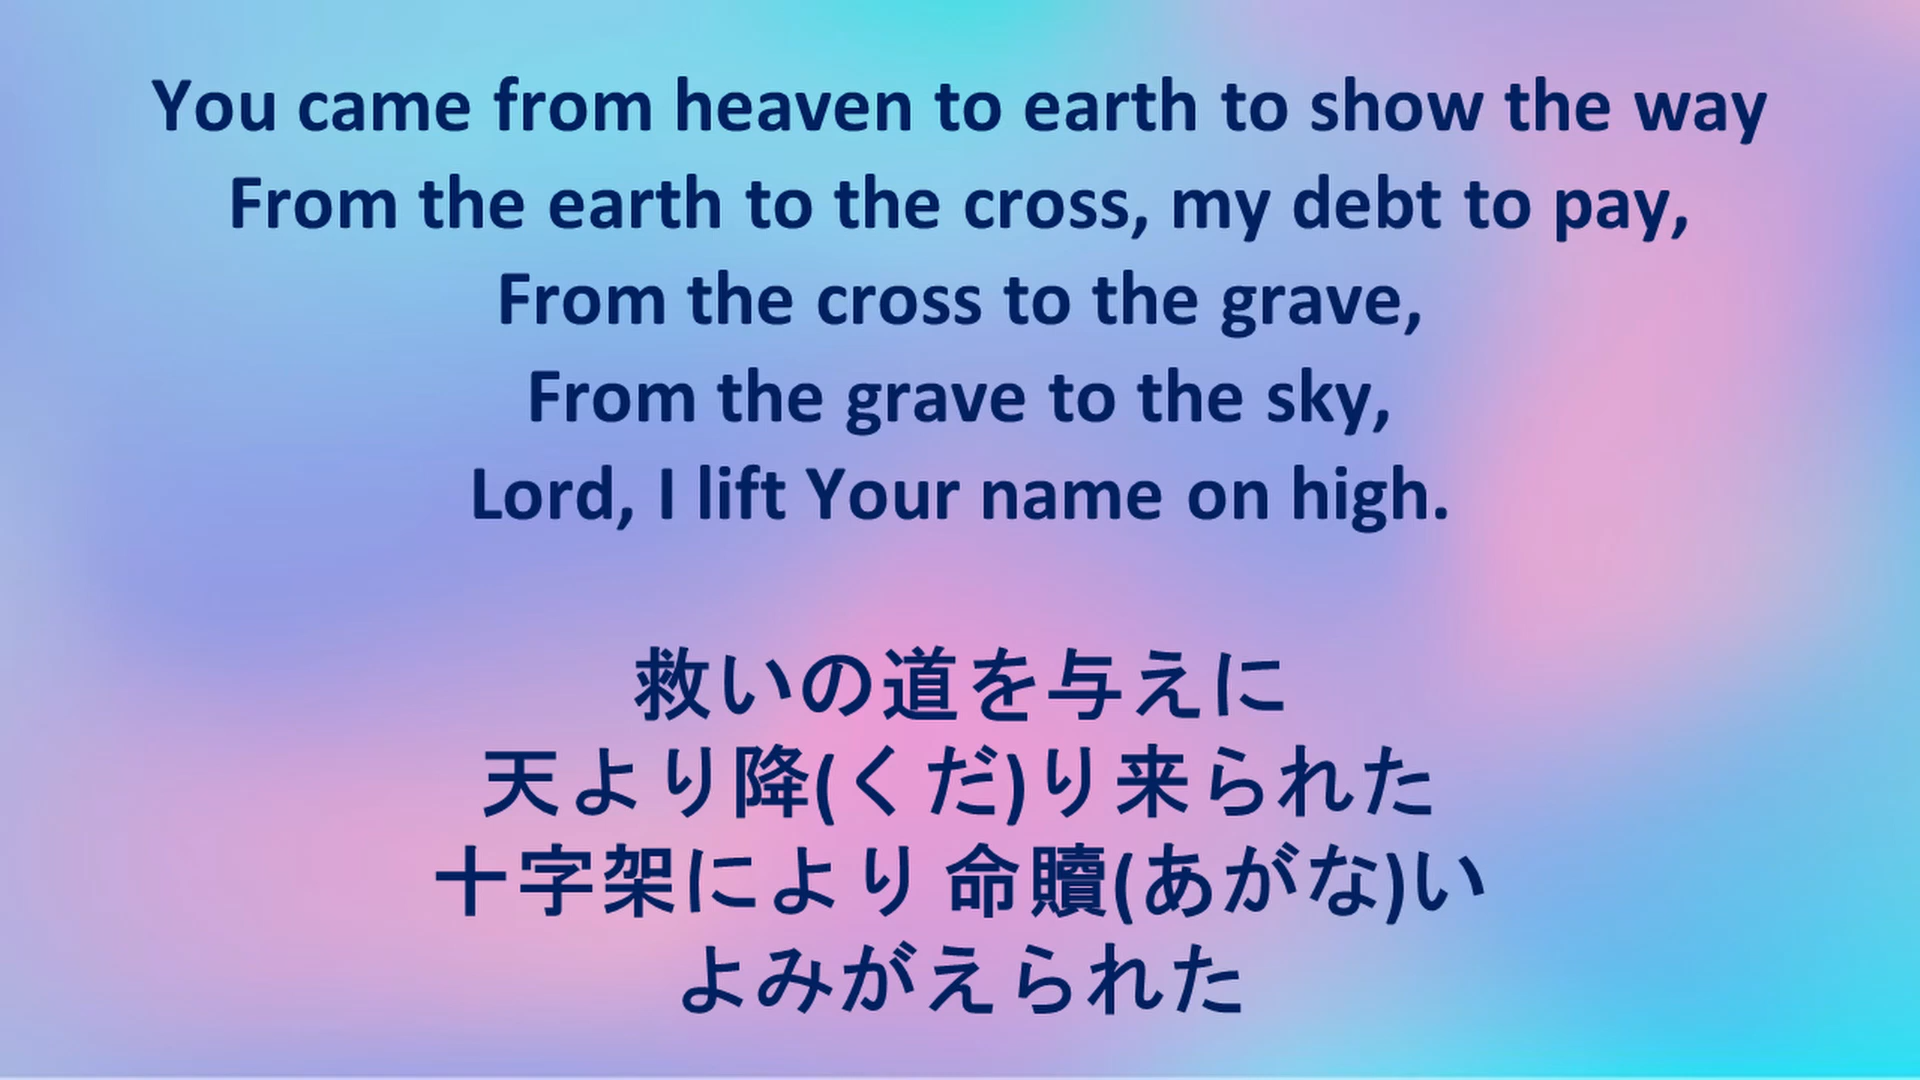 You came from heaven to earth to show the way
From the earth to the cross, my debt to pay,
From the cross to the grave,
From the grave to the sky,
Lord, I lift Your name on high.
救いの道を与えに
天より降(くだ)り来られた
十字架により 命贖(あがな)い
よみがえられた